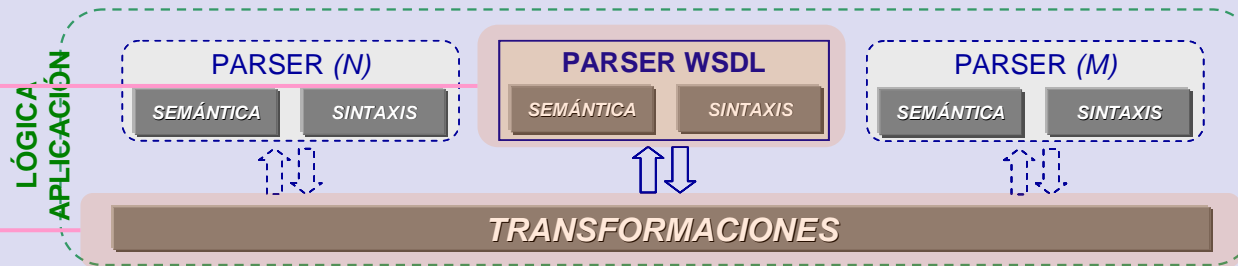 LÓGICA
APLICACIÓN
PARSER (N)
SEMÁNTICA
SINTAXIS
PARSER WSDL
SEMÁNTICA
SINTAXIS
PARSER (M)
SEMÁNTICA
SINTAXIS
TRANSFORMACIONES